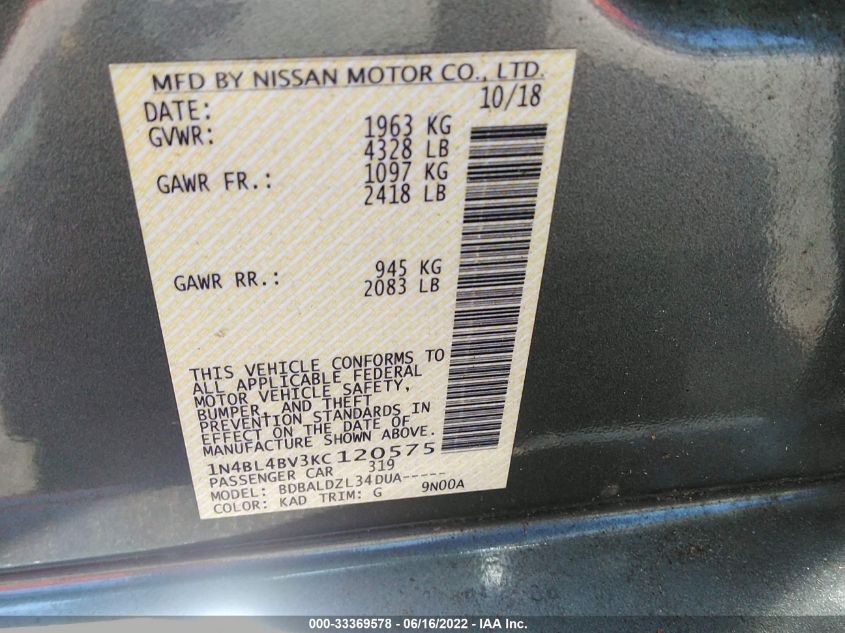 MFD BY NISSAN MOTOR CO., LTD.
DATE: 10/18
GVWR: 1963 KG
4328 LB
GAWR FR.: 1097 KG
2418 LB
GAWR RR.: 945 KG
2083 LB
THIS VEHICLE CONFORMS TO
ALL APPLICABLE FEDERAL
MOTOR VEHICLE SAFETY,
BUMPER, AND THEFT
PREVENTION STANDARDS IN
EFFECT ON THE DATE OF
MANUFACTURE SHOWN ABOVE.
1N4BL4BV3KC120575
PASSENGER CAR 319
MODEL: BDBALDZL34DUA-----
COLOR: KAD TRIM: G 9N00A
000-33369578 - 06/16/2022 - IAA Inc.